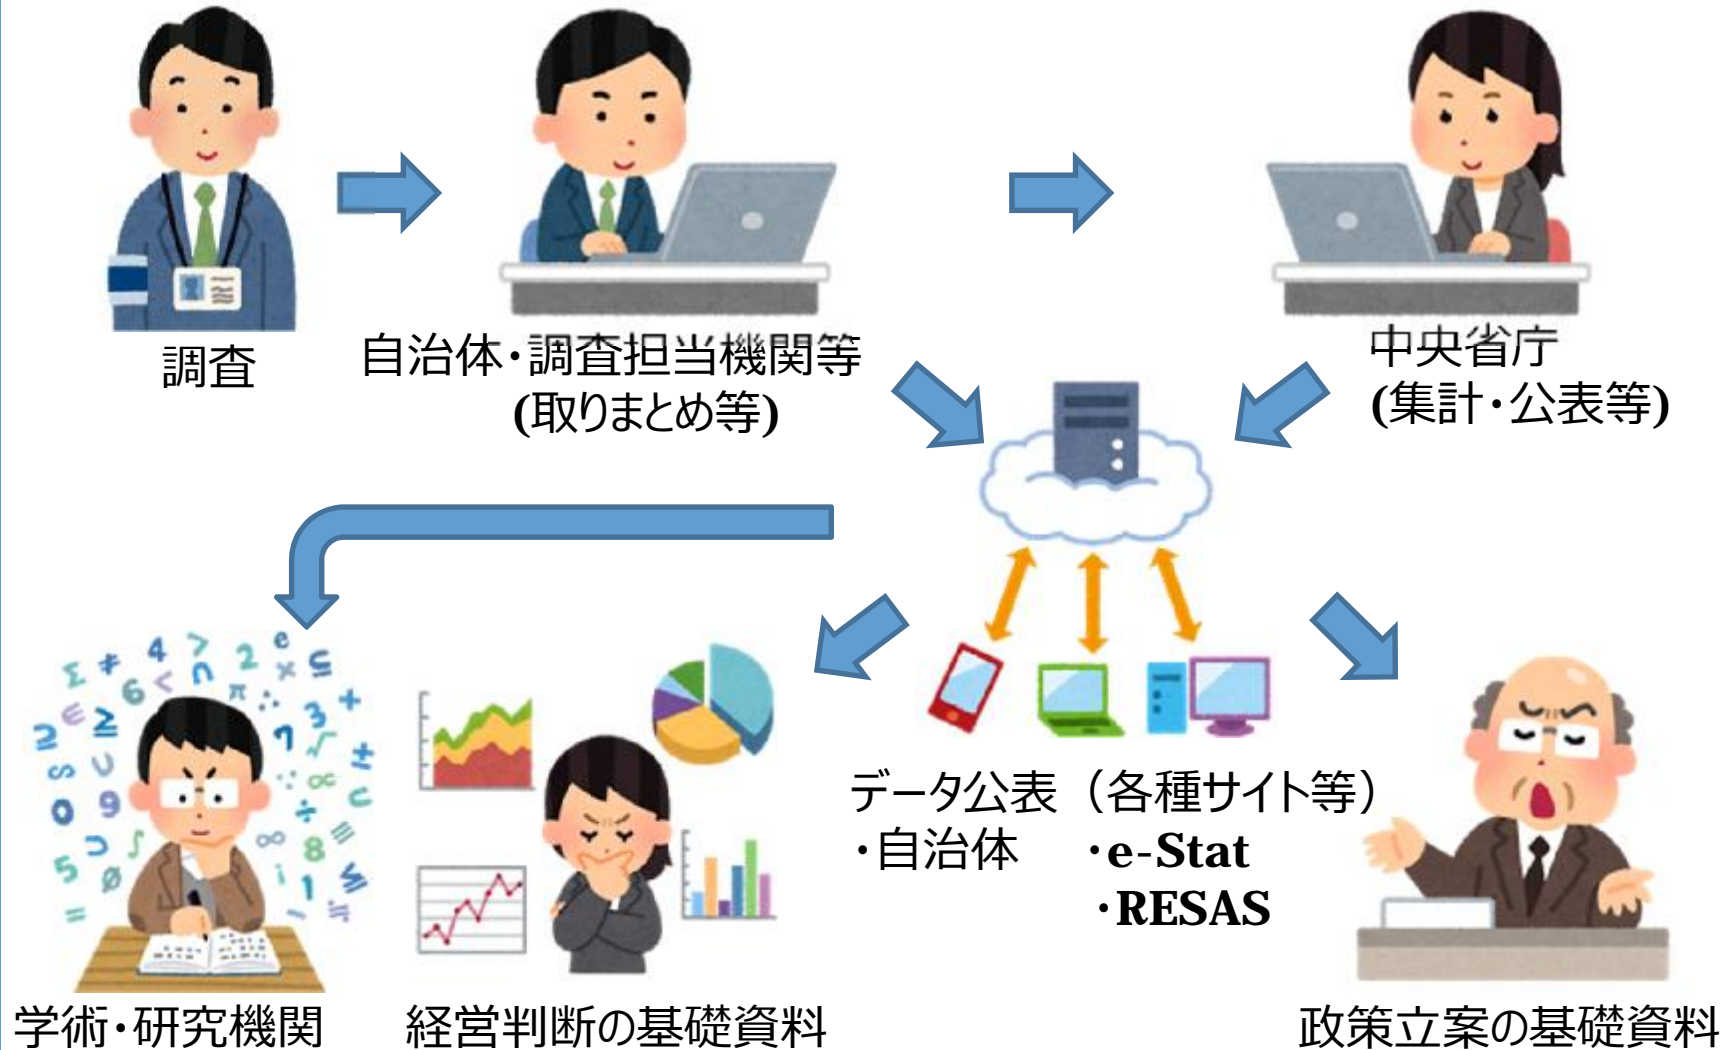 調査
自治体・調査担当機関等
(取りまとめ等)
中央省庁
(集計・公表等)
データ公表（各種サイト等）
・自治体　・e-Stat
・RESAS
学術・研究機関
経営判断の基礎資料
政策立案の基礎資料